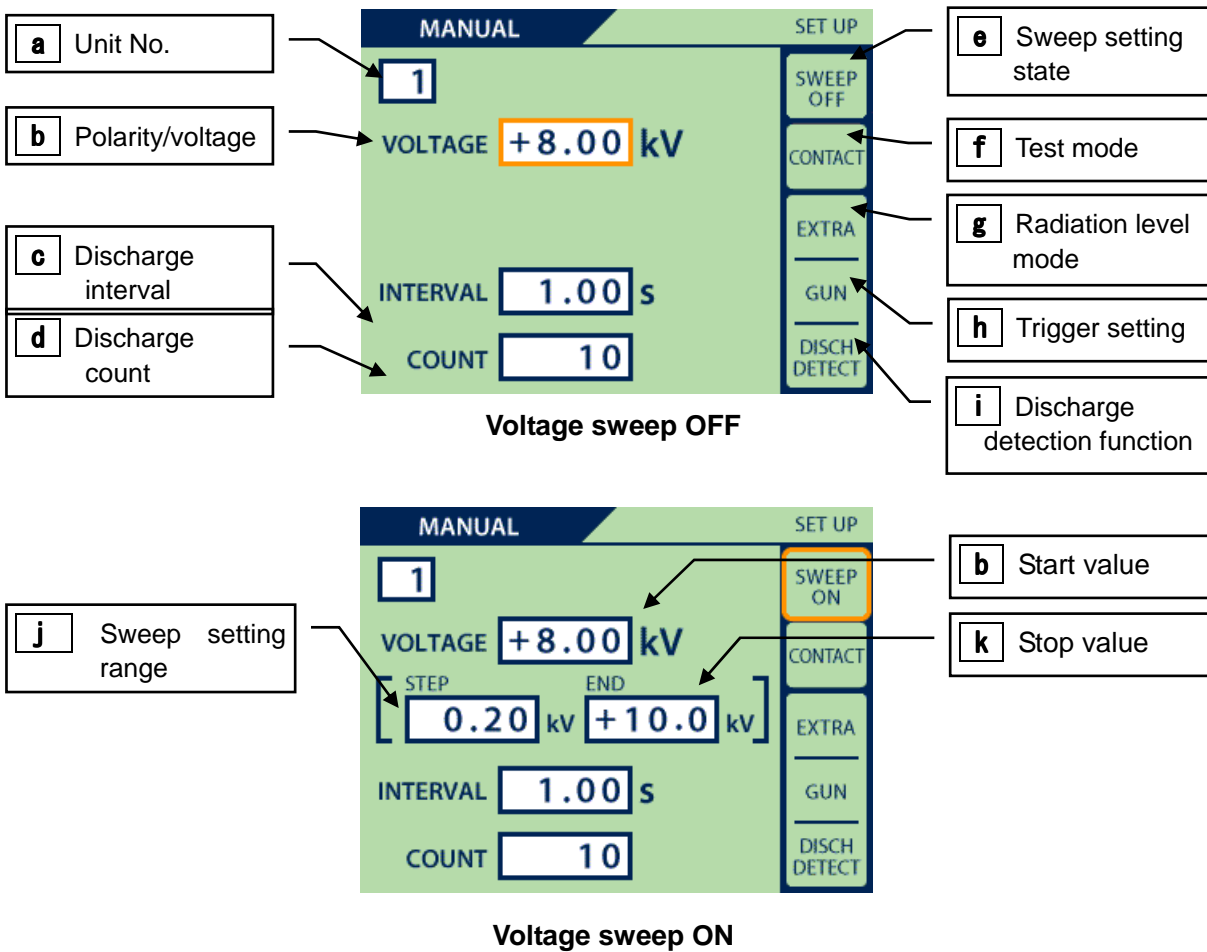 a Unit No.
b Polarity/voltage
c Discharge
interval
d Discharge
count
MANUAL
SET UP
1
VOLTAGE +8.00 kV
INTERVAL 1.00 s
COUNT 10
SWEEP
OFF
CONTACT
EXTRA
GUN
DISCH
DETECT
e Sweep setting
state
f Test mode
g Radiation level
mode
h Trigger setting
i Discharge
detection function
Voltage sweep OFF
j Sweep setting
range
MANUAL
SET UP
1
VOLTAGE +8.00 kV
STEP END
[ 0.20 kV +10.0 kV ]
INTERVAL 1.00 s
COUNT 10
SWEEP
ON
CONTACT
EXTRA
GUN
DISCH
DETECT
b Start value
k Stop value
Voltage sweep ON